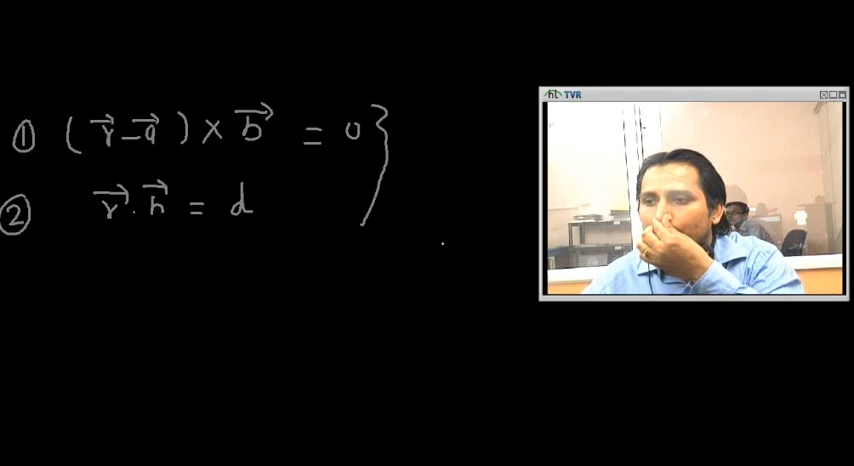 ① (r⃗ – a⃗) × b⃗ = 0}
② r⃗ . n⃗ = d
TVR